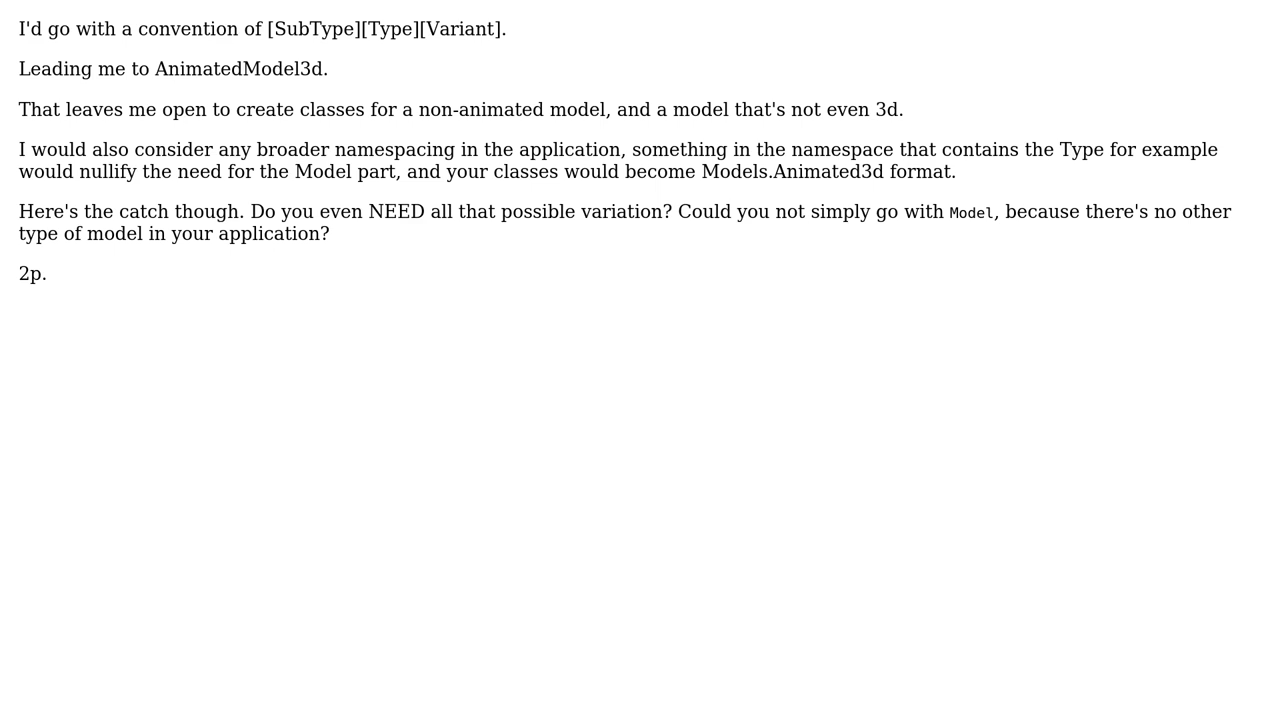 I'd go with a convention of [SubType][Type][Variant].
Leading me to AnimatedModel3d.
That leaves me open to create classes for a non-animated model, and a model that's not even 3d.
I would also consider any broader namespacing in the application, something in the namespace that contains the Type for example
would nullify the need for the Model part, and your classes would become Models.Animated3d format.
Here's the catch though. Do you even NEED all that possible variation? Could you not simply go with Model, because there's no other
type of model in your application?
2p.